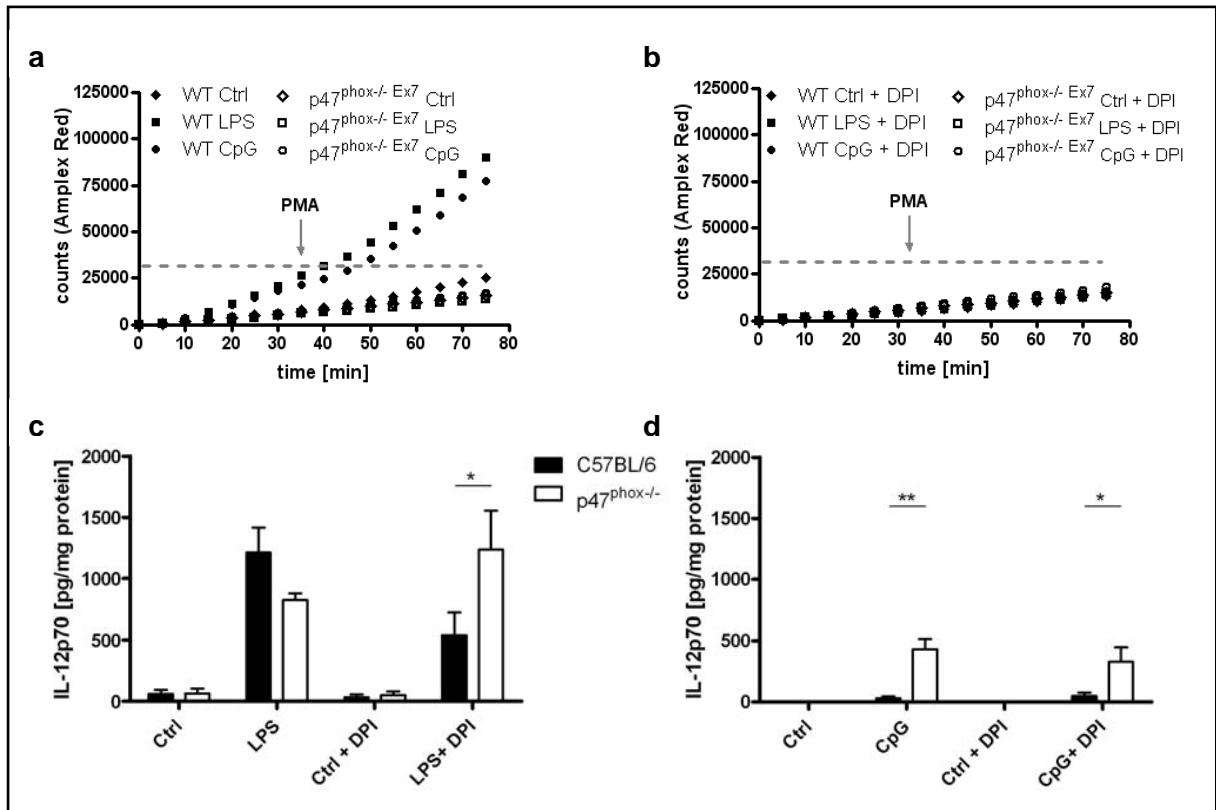 a
125000
100000
75000
50000
25000
0
counts (Amplex Red)
WT Ctrl
WT LPS
WT CpG
p47phox-/- Ex7 Ctrl
p47phox-/- Ex7 LPS
p47phox-/- Ex7 CpG
PMA
0 10 20 30 40 50 60 70 80
time [min]
b
125000
100000
75000
50000
25000
0
counts (Amplex Red)
WT Ctrl + DPI
WT LPS + DPI
WT CpG + DPI
p47phox-/- Ex7 Ctrl + DPI
p47phox-/- Ex7 LPS + DPI
p47phox-/- Ex7 CpG + DPI
PMA
0 10 20 30 40 50 60 70 80
time [min]
c
2000
1500
1000
500
0
IL-12p70 [pg/mg protein]
C57BL/6
p47phox-/-
*
Ctrl
LPS
Ctrl + DPI
LPS+ DPI
d
2000
1500
1000
500
0
IL-12p70 [pg/mg protein]
**
*
Ctrl
CpG
Ctrl + DPI
CpG+ DPI